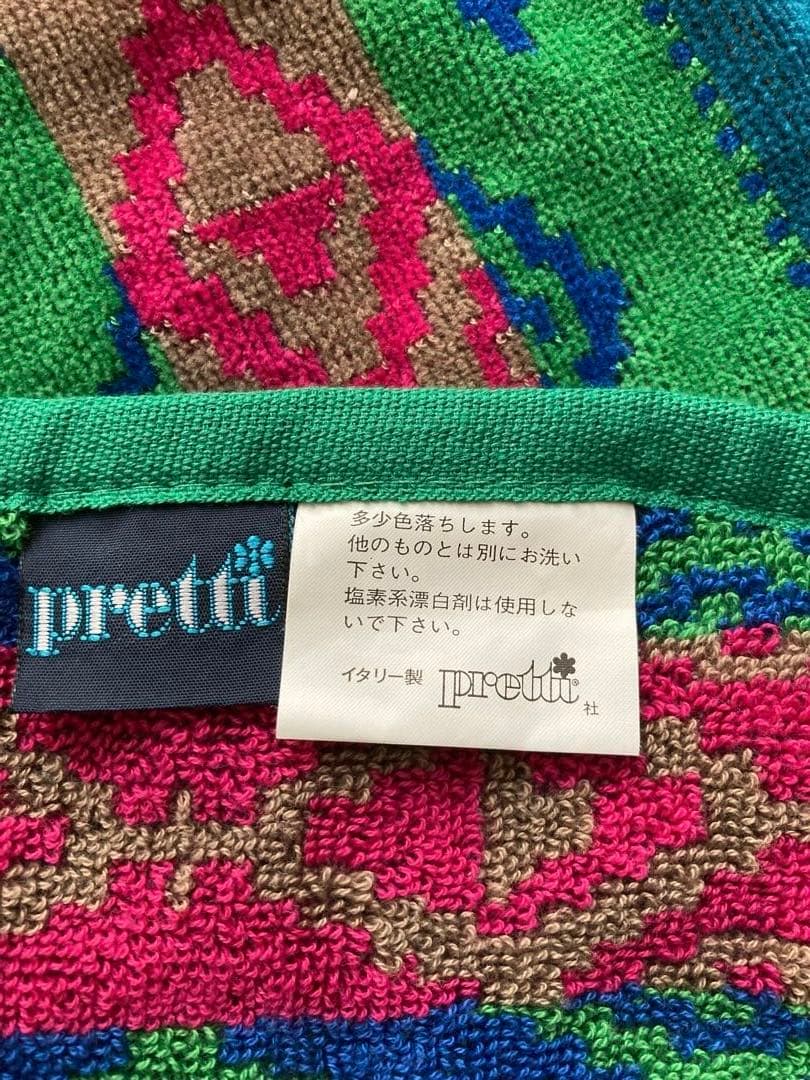 pretti
多少色落ちします。
他のものとは別にお洗い
下さい。
塩素系漂白剤は使用しな
いで下さい。
イタリー製 pretti® 社